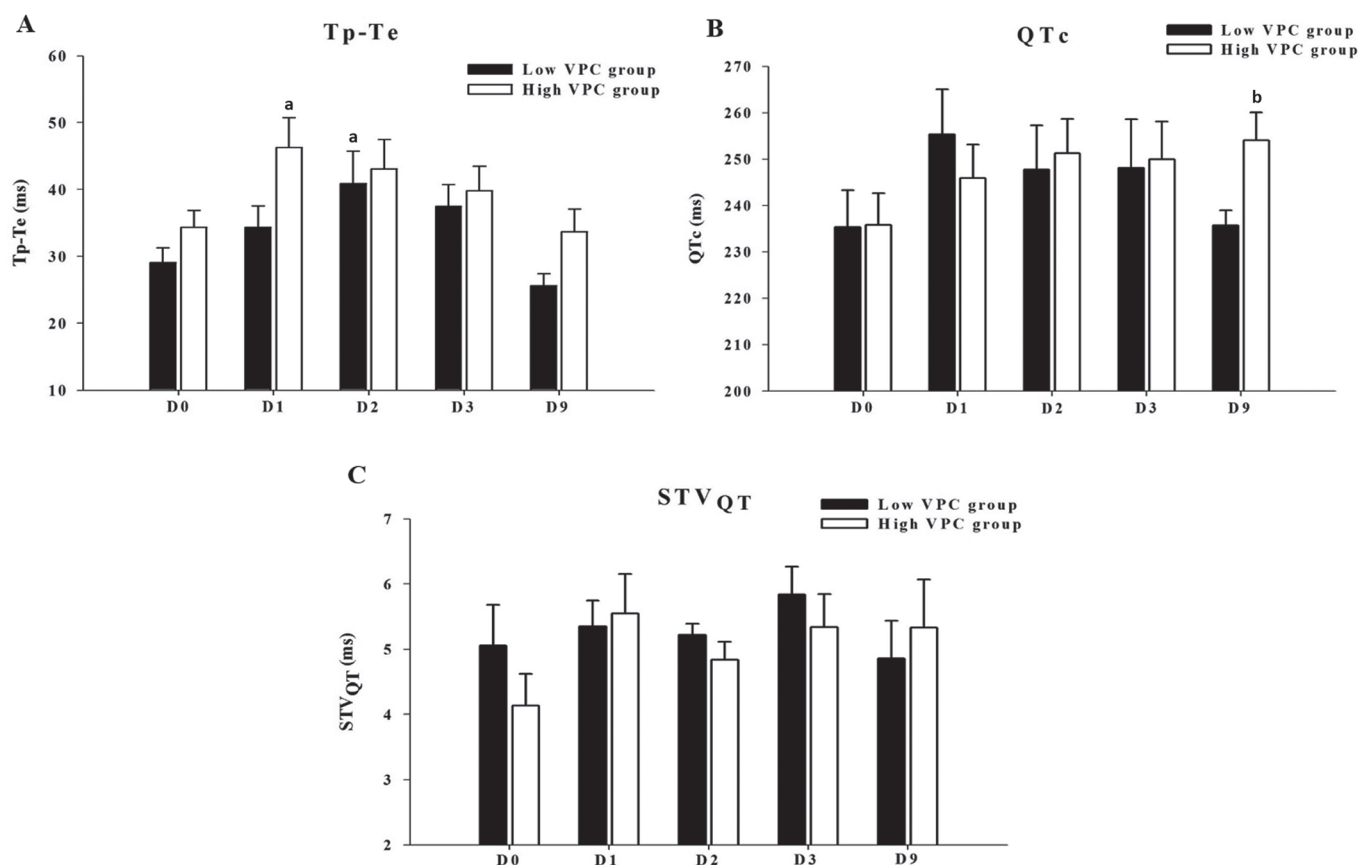 A
Tp-Te
Low VPC group
High VPC group
60
50
40
30
20
10
Tp-Te (ms)
a
a
D0 D1 D2 D3 D9
B
QTc
Low VPC group
High VPC group
270
260
250
240
230
220
210
200
QTc (ms)
b
D0 D1 D2 D3 D9
C
STVQT
Low VPC group
High VPC group
7
6
5
4
3
2
STVQT (ms)
D0 D1 D2 D3 D9